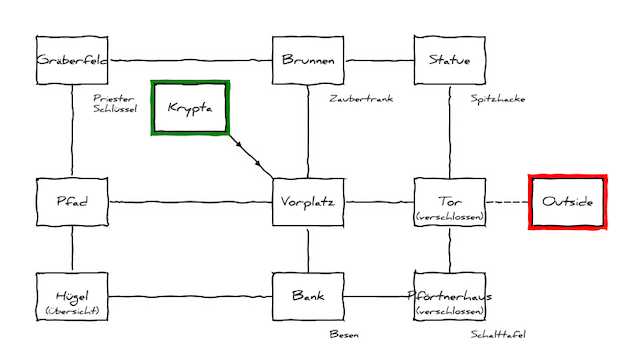 Gräberfeld
Brunnen
Statue
Priester
Schlüssel
Krypta
Zaubertrank
Spitzhacke
Pfad
Vorplatz
Tor
(verschlossen)
Outside
Hügel
(Übersicht)
Bank
Pförtnerhaus
(verschlossen)
Besen
Schalttafel